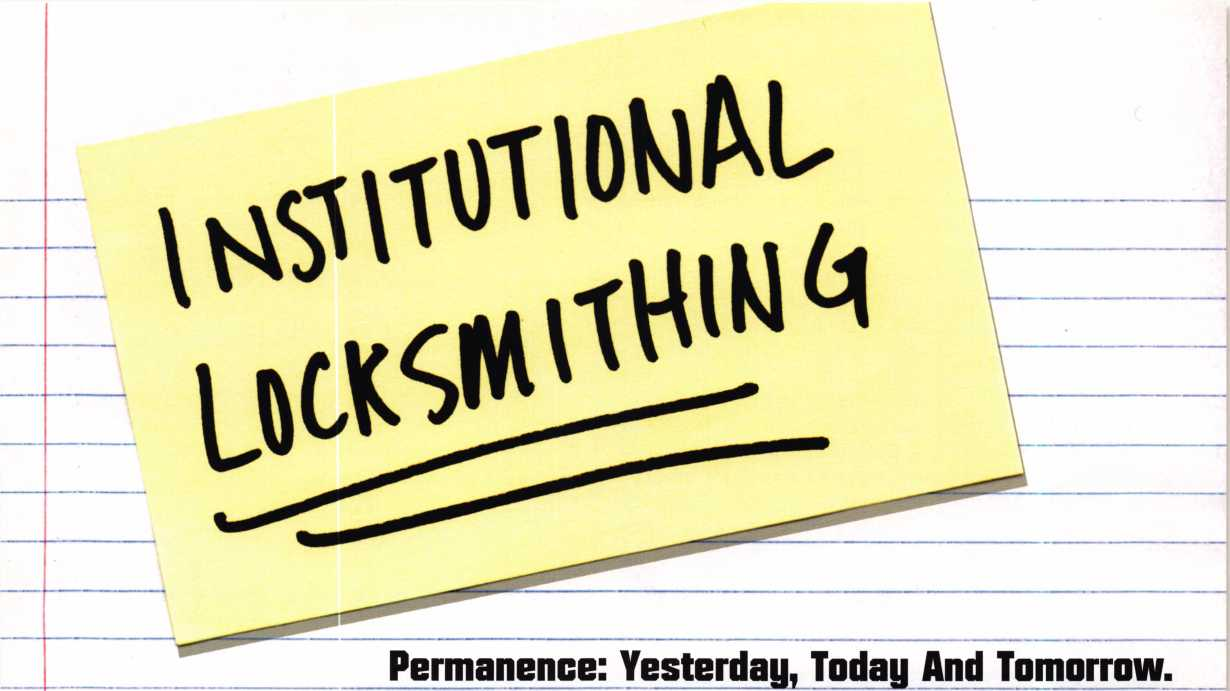 INSTITUTIONAL
LOCKSMITHING
Permanence: Yesterday, Today And Tomorrow.